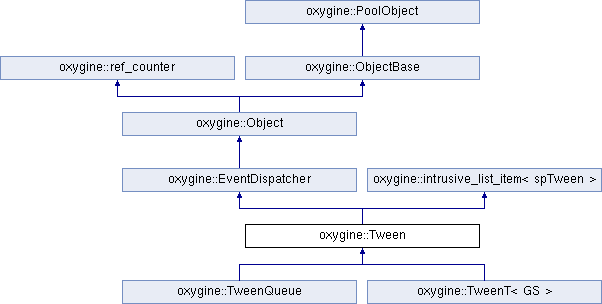 oxygine::PoolObject
oxygine::ref_counter
oxygine::ObjectBase
oxygine::Object
oxygine::EventDispatcher
oxygine::intrusive_list_item< spTween >
oxygine::Tween
oxygine::TweenQueue
oxygine::TweenT< GS >